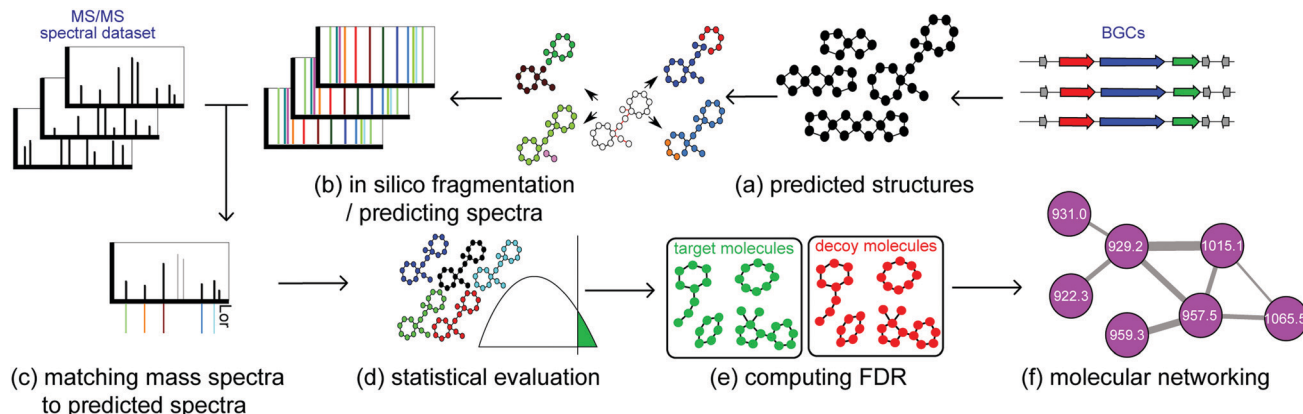 MS/MS
spectral dataset
BGCs
(b) in silico fragmentation
/ predicting spectra
(a) predicted structures
931.0
929.2
1015.1
922.3
957.5
959.3
1065.5
target molecules
decoy molecules
Lor
(c) matching mass spectra
to predicted spectra
(d) statistical evaluation
(e) computing FDR
(f) molecular networking